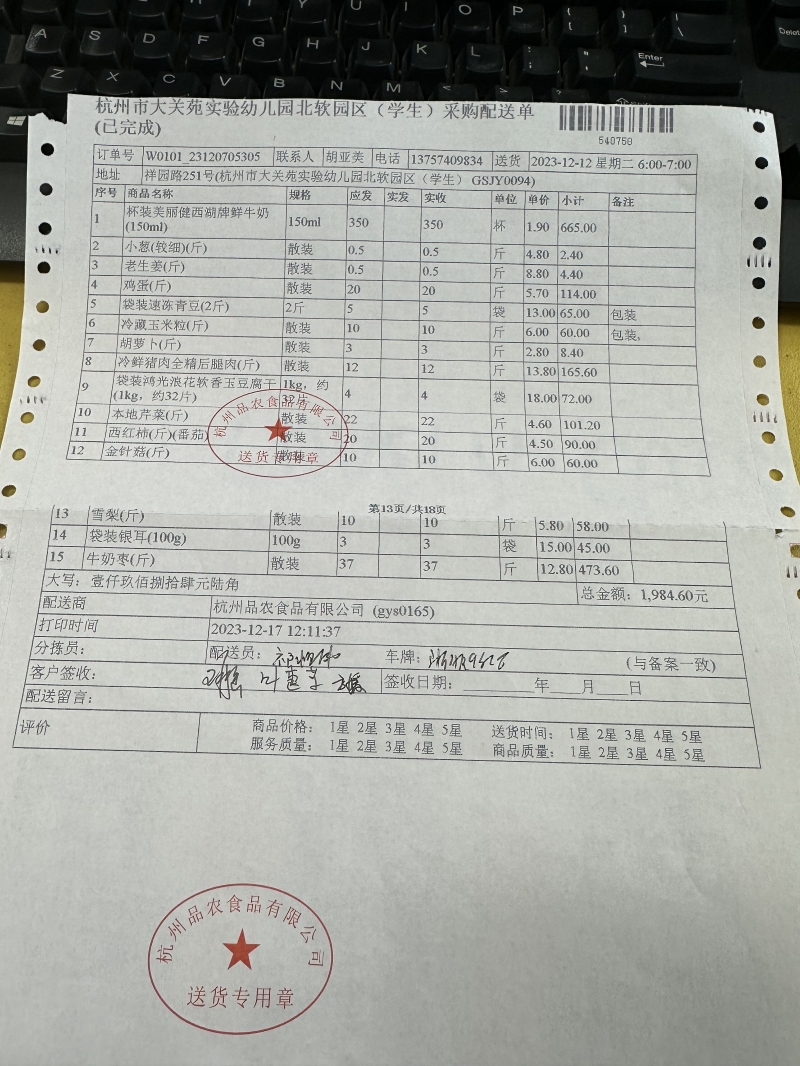 杭州市大关苑实验幼儿园北软园区（学生）采购配送单
(已完成)
540750
订单号 W0101_23120705305 联系人 胡亚类 电话 13757409834 送货 2023-12-12 星期二 6:00-7:00
地址 祥园路251号(杭州市大关苑实验幼儿园北软园区（学生） GSJY0094)
序号 商品名称 规格 应发 实发 实收 单位 单价 小计 备注
1 杯装美丽健西湖牌鲜牛奶(150ml) 150ml 350 350 杯 1.90 665.00
2 小葱(较细)(斤) 散装 0.5 0.5 斤 4.80 2.40
3 老生姜(斤) 散装 0.5 0.5 斤 8.80 4.40
4 鸡蛋(斤) 散装 20 20 斤 5.70 114.00
5 袋装速冻青豆(2斤) 2斤 5 5 袋 13.00 65.00 包装
6 冷藏玉米粒(斤) 散装 10 10 斤 6.00 60.00 包装,
7 胡萝卜(斤) 散装 3 3 斤 2.80 8.40
8 冷鲜猪肉全精后腿肉(斤) 散装 12 12 斤 13.80 165.60
9 袋装鸿光浪花软香玉豆腐干(1kg，约32片) 1kg，约32片 4 4 袋 18.00 72.00
10 本地芹菜(斤) 散装 22 22 斤 4.60 101.20
11 西红柿(斤)(番茄) 散装 20 20 斤 4.50 90.00
12 金针菇(斤) 散装 10 10 斤 6.00 60.00
杭州品农食品有限公司
送货专用章
第13页/共18页
13 雪梨(斤) 散装 10 10 斤 5.80 58.00
14 袋装银耳(100g) 100g 3 3 袋 15.00 45.00
15 牛奶枣(斤) 散装 37 37 斤 12.80 473.60
大写：壹仟玖佰捌拾肆元陆角 总金额：1,984.60元
配送商 杭州品农食品有限公司 (gys0165)
打印时间 2023-12-17 12:11:37
分拣员： 配送员： 车牌： (与备案一致)
客户签收： 签收日期：______年___月___日
配送留言：
评价 商品价格： 1星 2星 3星 4星 5星 送货时间： 1星 2星 3星 4星 5星
服务质量： 1星 2星 3星 4星 5星 商品质量： 1星 2星 3星 4星 5星
杭州品农食品有限公司
送货专用章